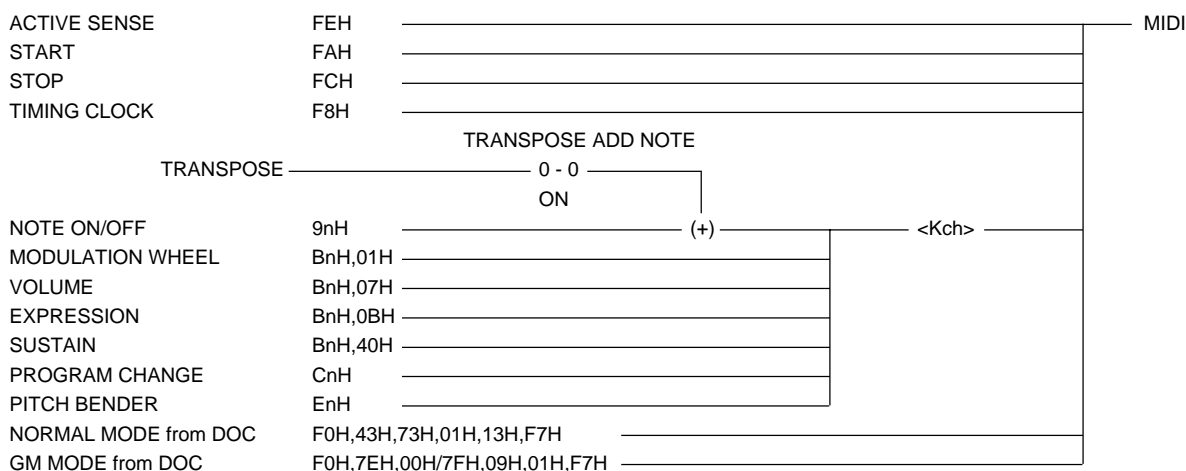 ACTIVE SENSE FEH MIDI
START FAH
STOP FCH
TIMING CLOCK F8H
TRANSPOSE ADD NOTE
TRANSPOSE 0 - 0
ON
NOTE ON/OFF 9nH (+) <Kch>
MODULATION WHEEL BnH,01H
VOLUME BnH,07H
EXPRESSION BnH,0BH
SUSTAIN BnH,40H
PROGRAM CHANGE CnH
PITCH BENDER EnH
NORMAL MODE from DOC F0H,43H,73H,01H,13H,F7H
GM MODE from DOC F0H,7EH,00H/7FH,09H,01H,F7H